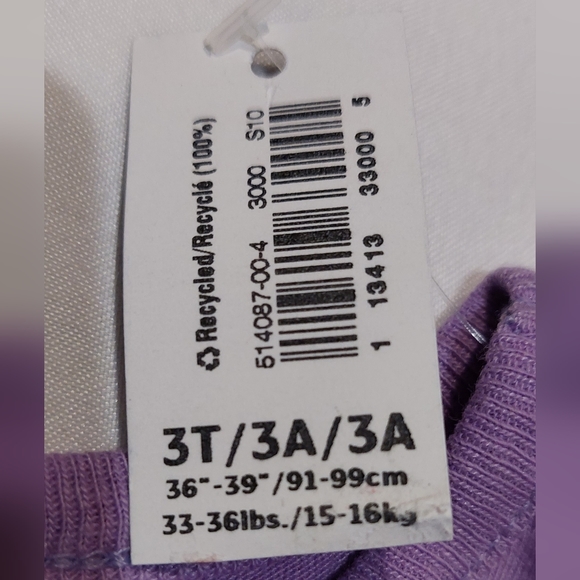 Recycled/Recyclé (100%)
514087-00-4 3000 S10
1 13413 33000 5
3T/3A/3A
36"-39"/91-99cm
33-36lbs./15-16kg